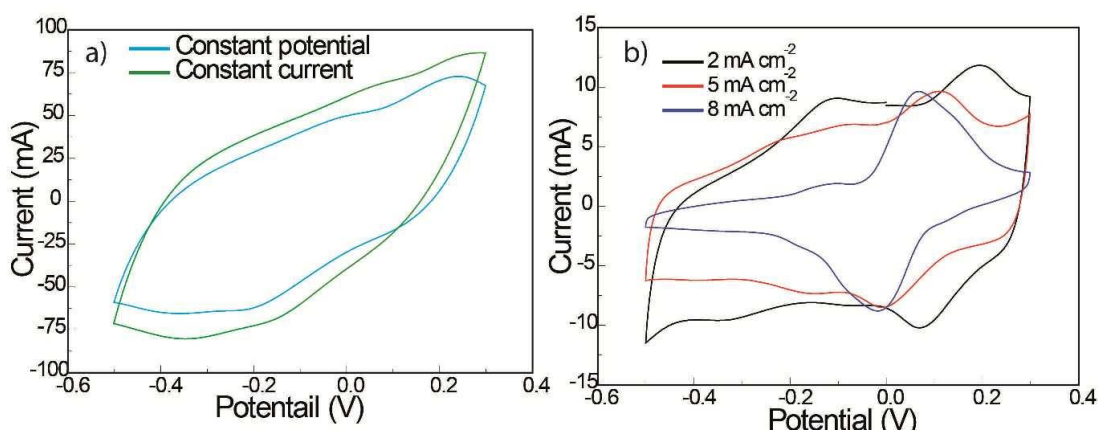 a)
Constant potential
Constant current
100
75
50
25
0
-25
-50
-75
-100
Current (mA)
-0.6 -0.4 -0.2 0.0 0.2 0.4
Potentail (V)
b)
2 mA cm⁻²
5 mA cm⁻²
8 mA cm⁻²
15
10
5
0
-5
-10
-15
Current (mA)
-0.6 -0.4 -0.2 0.0 0.2 0.4
Potential (V)